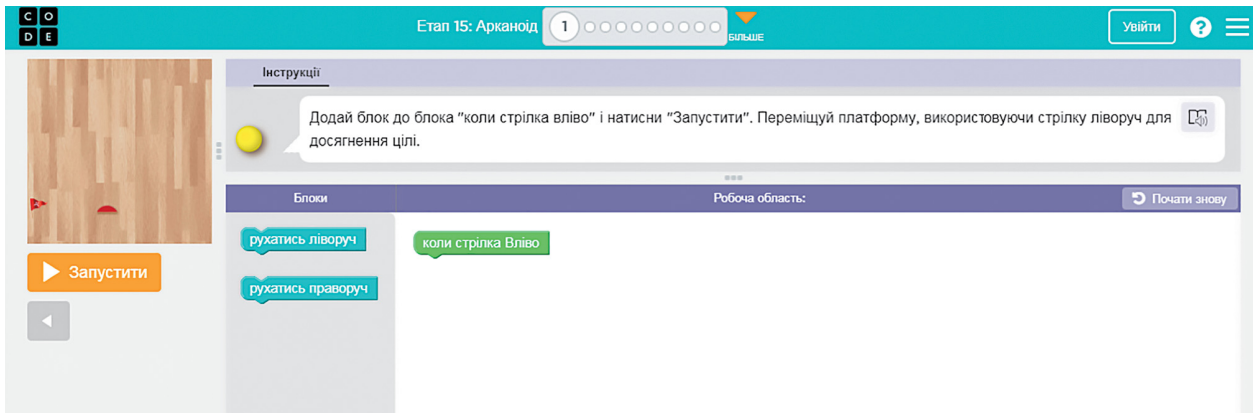 C O
D E
Етап 15: Арканоїд
1
БІЛЬШЕ
Увійти
?
Інструкції
Додай блок до блока "коли стрілка вліво" і натисни "Запустити". Переміщуй платформу, використовуючи стрілку ліворуч для
досягнення цілі.
Блоки
Робоча область:
Почати знову
рухатись ліворуч
коли стрілка Вліво
Запустити
рухатись праворуч